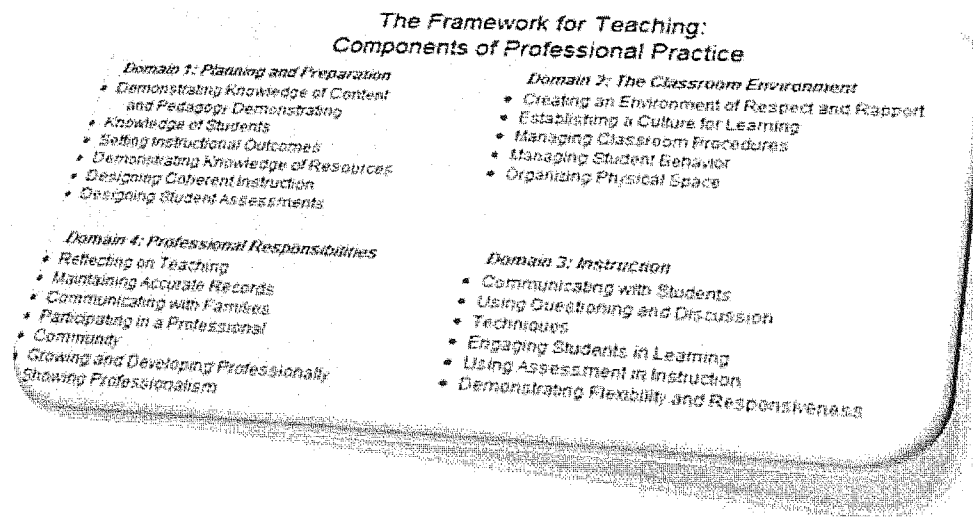 The Framework for Teaching:
Components of Professional Practice
Domain 1: Planning and Preparation
• Demonstrating Knowledge of Content
and Pedagogy Demonstrating
• Knowledge of Students
• Setting Instructional Outcomes
• Demonstrating Knowledge of Resources
• Designing Coherent Instruction
• Designing Student Assessments
Domain 2: The Classroom Environment
• Creating an Environment of Respect and Rapport
• Establishing a Culture for Learning
• Managing Classroom Procedures
• Managing Student Behavior
• Organizing Physical Space
Domain 4: Professional Responsibilities
• Reflecting on Teaching
• Maintaining Accurate Records
• Communicating with Families
• Participating in a Professional
• Community
• Growing and Developing Professionally
Showing Professionalism
Domain 3: Instruction
• Communicating with Students
• Using Questioning and Discussion
• Techniques
• Engaging Students in Learning
• Using Assessment in Instruction
• Demonstrating Flexibility and Responsiveness